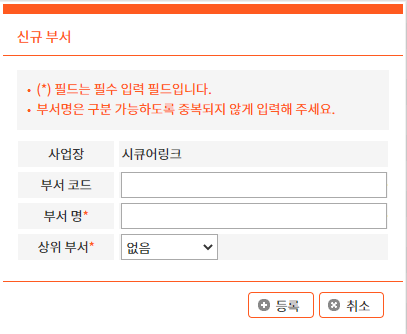 신규 부서
• (*) 필드는 필수 입력 필드입니다.
• 부서명은 구분 가능하도록 중복되지 않게 입력해 주세요.
사업장 시큐어링크
부서 코드
부서 명*
상위 부서* 없음
등록 취소